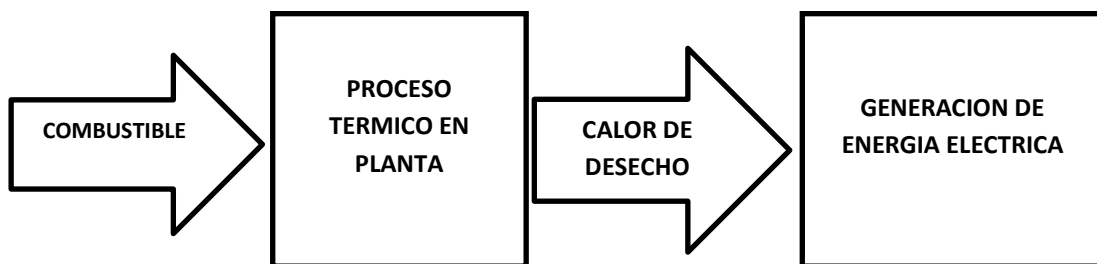 COMBUSTIBLE
PROCESO
TERMICO EN
PLANTA
CALOR DE
DESECHO
GENERACION DE
ENERGIA ELECTRICA